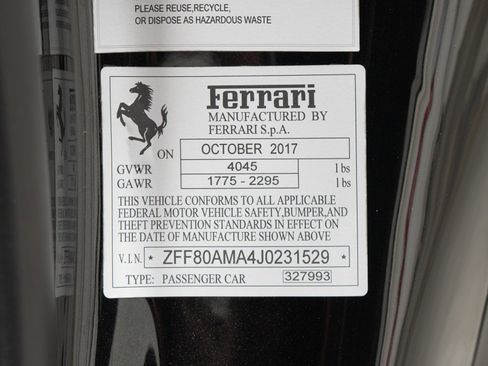 PLEASE REUSE,RECYCLE,
OR DISPOSE AS HAZARDOUS WASTE
Ferrari
MANUFACTURED BY
FERRARI S.p.A.
ON OCTOBER 2017
GVWR 4045 lbs
GAWR 1775 - 2295 lbs
THIS VEHICLE CONFORMS TO ALL APPLICABLE
FEDERAL MOTOR VEHICLE SAFETY,BUMPER,AND
THEFT PREVENTION STANDARDS IN EFFECT ON
THE DATE OF MANUFACTURE SHOWN ABOVE
V.I.N. * ZFF80AMA4J0231529 *
TYPE: PASSENGER CAR 327993